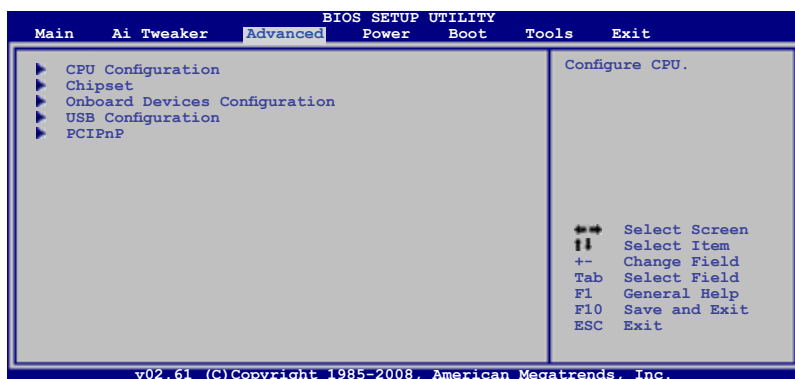 BIOS SETUP UTILITY
Main Ai Tweaker Advanced Power Boot Tools Exit
CPU Configuration
Chipset
Onboard Devices Configuration
USB Configuration
PCIPnP
Configure CPU.
Select Screen
Select Item
+- Change Field
Tab Select Field
F1 General Help
F10 Save and Exit
ESC Exit
v02.61 (C)Copyright 1985-2008, American Megatrends, Inc.